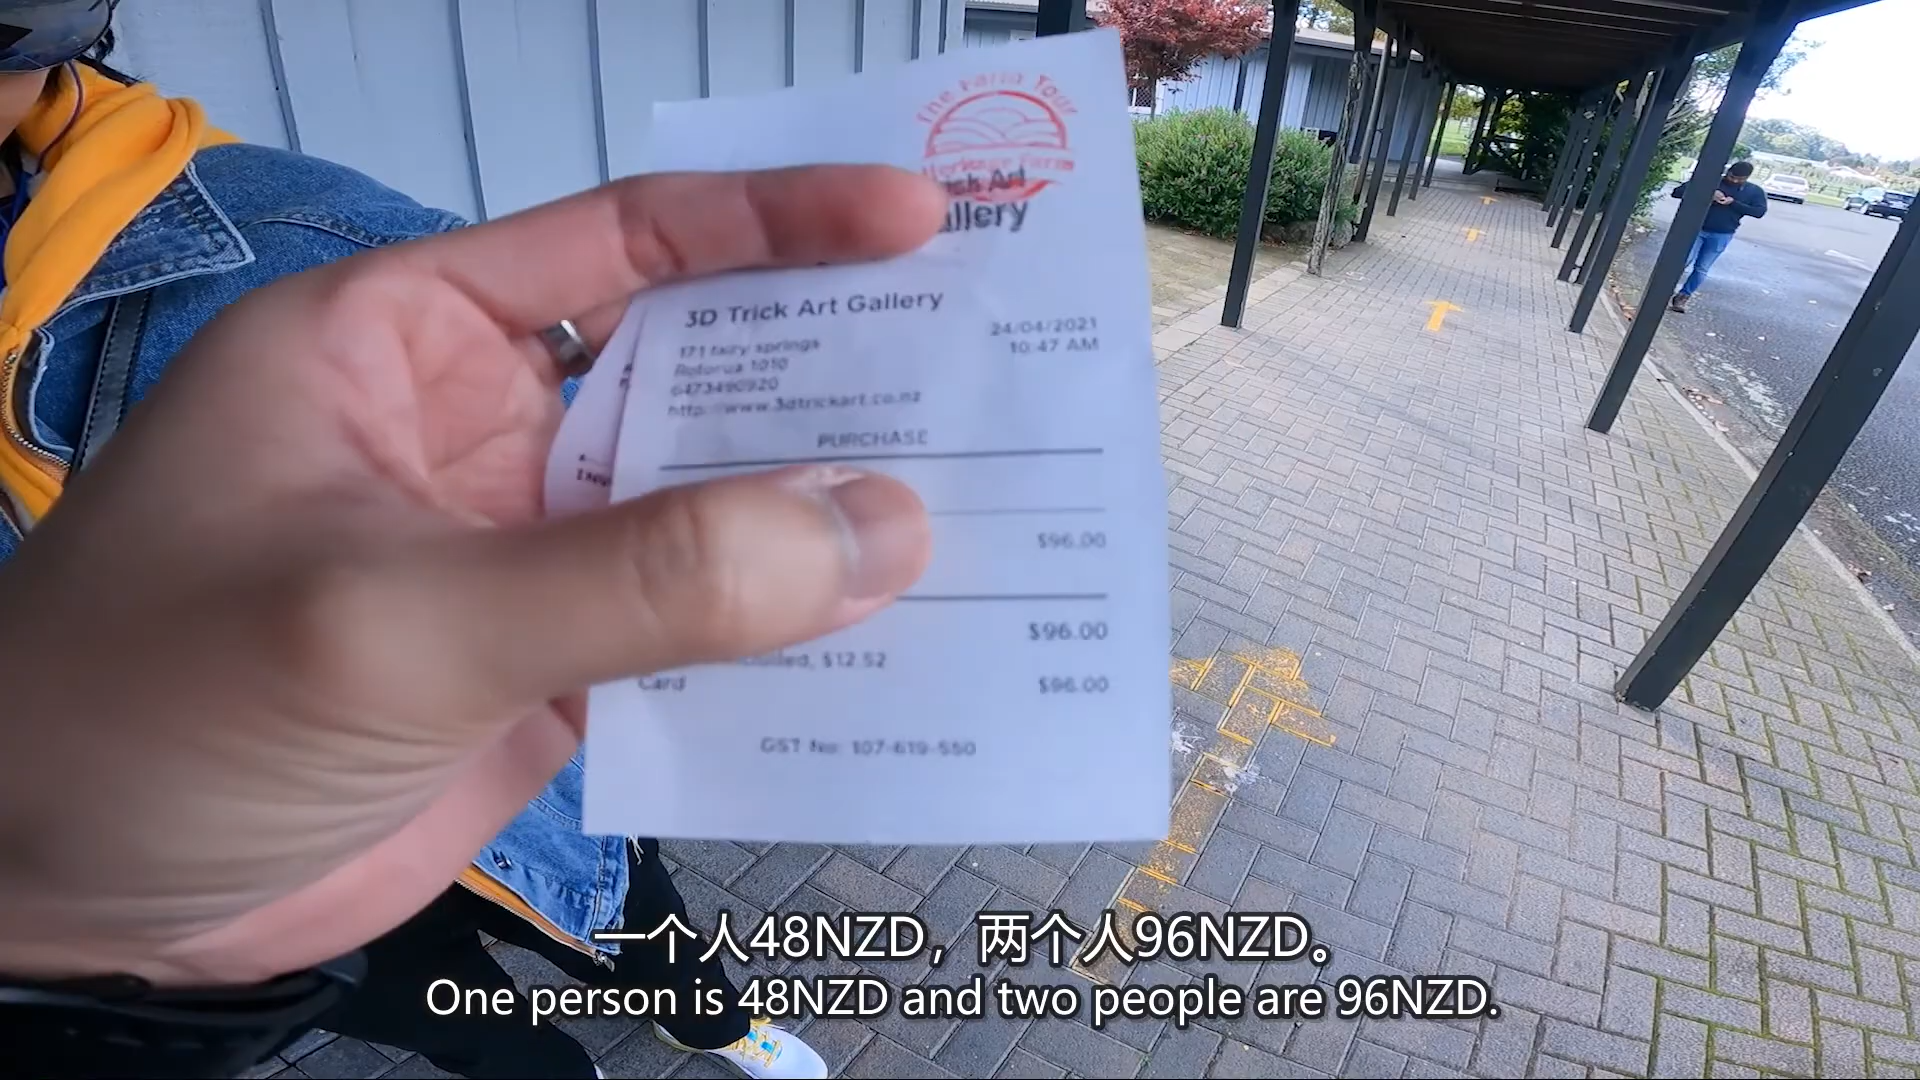 The Farm Tour
Heritage Farm
Art
allery
3D Trick Art Gallery
24/04/2021
171 fairy springs
10:47 AM
Rotorua 1010
6473490920
http://www.3dtrickart.co.nz
PURCHASE
$96.00
$96.00
$12.52
Card
$96.00
GST No: 107-619-550
一个人48NZD，两个人96NZD。
One person is 48NZD and two people are 96NZD.